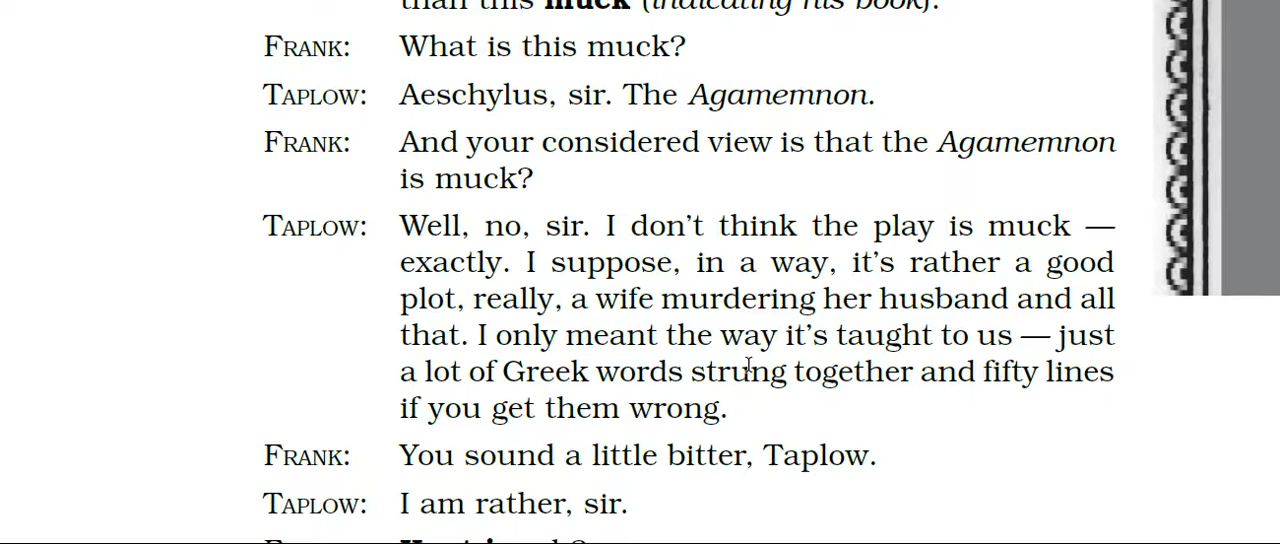 than this muck (indicating his book).
FRANK: What is this muck?
TAPLOW: Aeschylus, sir. The Agamemnon.
FRANK: And your considered view is that the Agamemnon
is muck?
TAPLOW: Well, no, sir. I don't think the play is muck —
exactly. I suppose, in a way, it's rather a good
plot, really, a wife murdering her husband and all
that. I only meant the way it's taught to us — just
a lot of Greek words strung together and fifty lines
if you get them wrong.
FRANK: You sound a little bitter, Taplow.
TAPLOW: I am rather, sir.